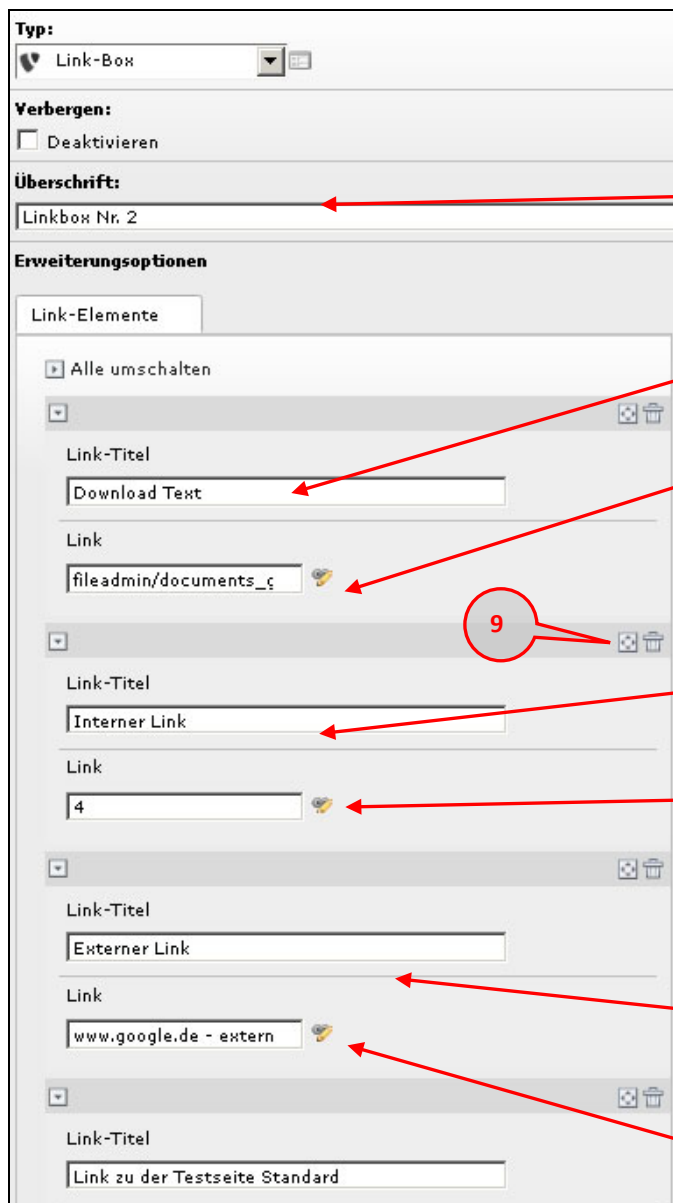 Typ:
Link-Box
Verbergen:
Deaktivieren
Überschrift:
Linkbox Nr. 2
Erweiterungsoptionen
Link-Elemente
Alle umschalten
Link-Titel
Download Text
Link
fileadmin/documents_g
9
Link-Titel
Interner Link
Link
4
Link-Titel
Externer Link
Link
www.google.de - extern
Link-Titel
Link zu der Testseite Standard